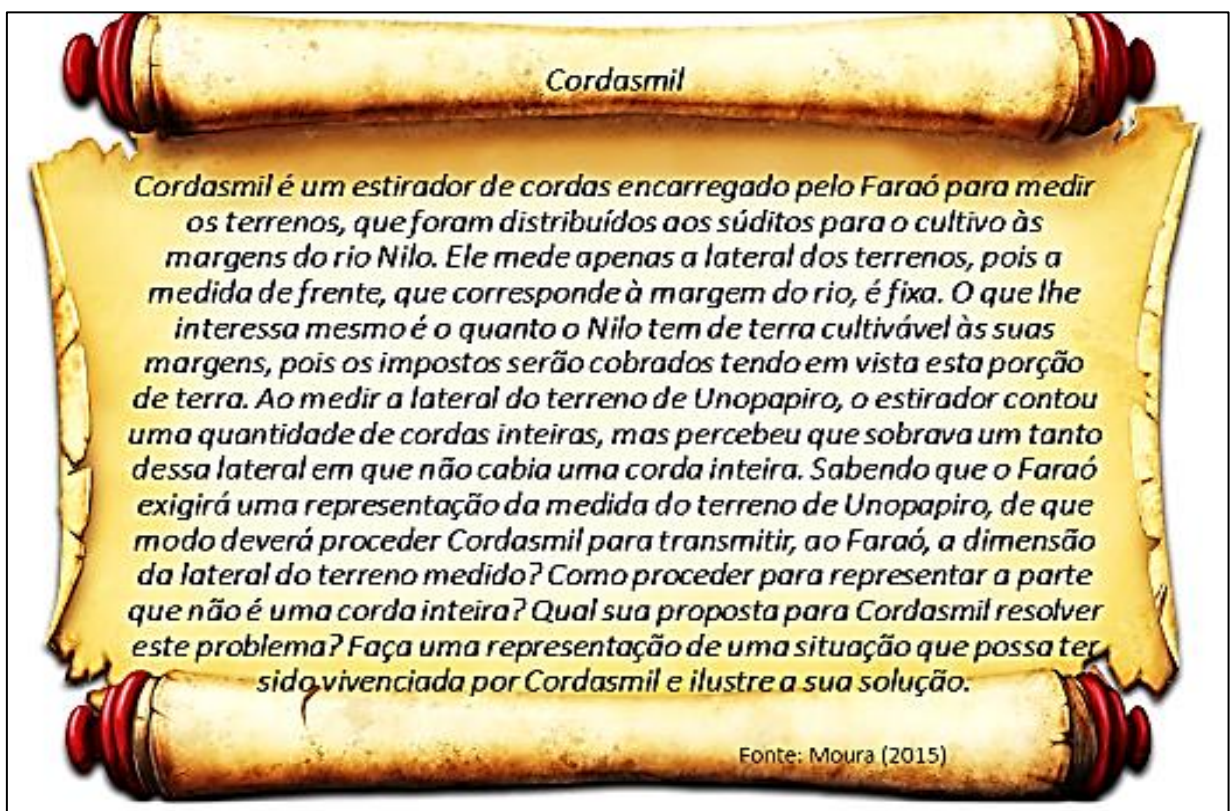 Cordasmil
Cordasmil é um estirador de cordas encarregado pelo Faraó para medir
os terrenos, que foram distribuídos aos súditos para o cultivo às
margens do rio Nilo. Ele mede apenas a lateral dos terrenos, pois a
medida de frente, que corresponde à margem do rio, é fixa. O que lhe
interessa mesmo é o quanto o Nilo tem de terra cultivável às suas
margens, pois os impostos serão cobrados tendo em vista esta porção
de terra. Ao medir a lateral do terreno de Unopapiro, o estirador contou
uma quantidade de cordas inteiras, mas percebeu que sobrava um tanto
dessa lateral em que não cabia uma corda inteira. Sabendo que o Faraó
exigirá uma representação da medida do terreno de Unopapiro, de que
modo deverá proceder Cordasmil para transmitir, ao Faraó, a dimensão
da lateral do terreno medido? Como proceder para representar a parte
que não é uma corda inteira? Qual sua proposta para Cordasmil resolver
este problema? Faça uma representação de uma situação que possa ter
sido vivenciada por Cordasmil e ilustre a sua solução.
Fonte: Moura (2015)